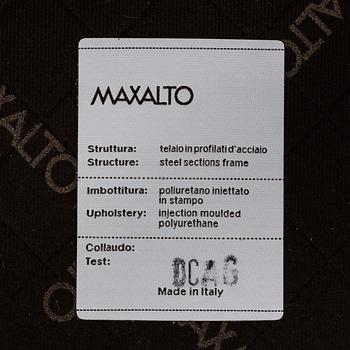 MAXALTO
Struttura: telaio in profilati d'acciaio
Structure: steel sections frame
Imbottitura: poliuretano iniettato
in stampo
Upholstery: injection moulded
polyurethane
Collaudo:
Test: DCAG
Made in Italy